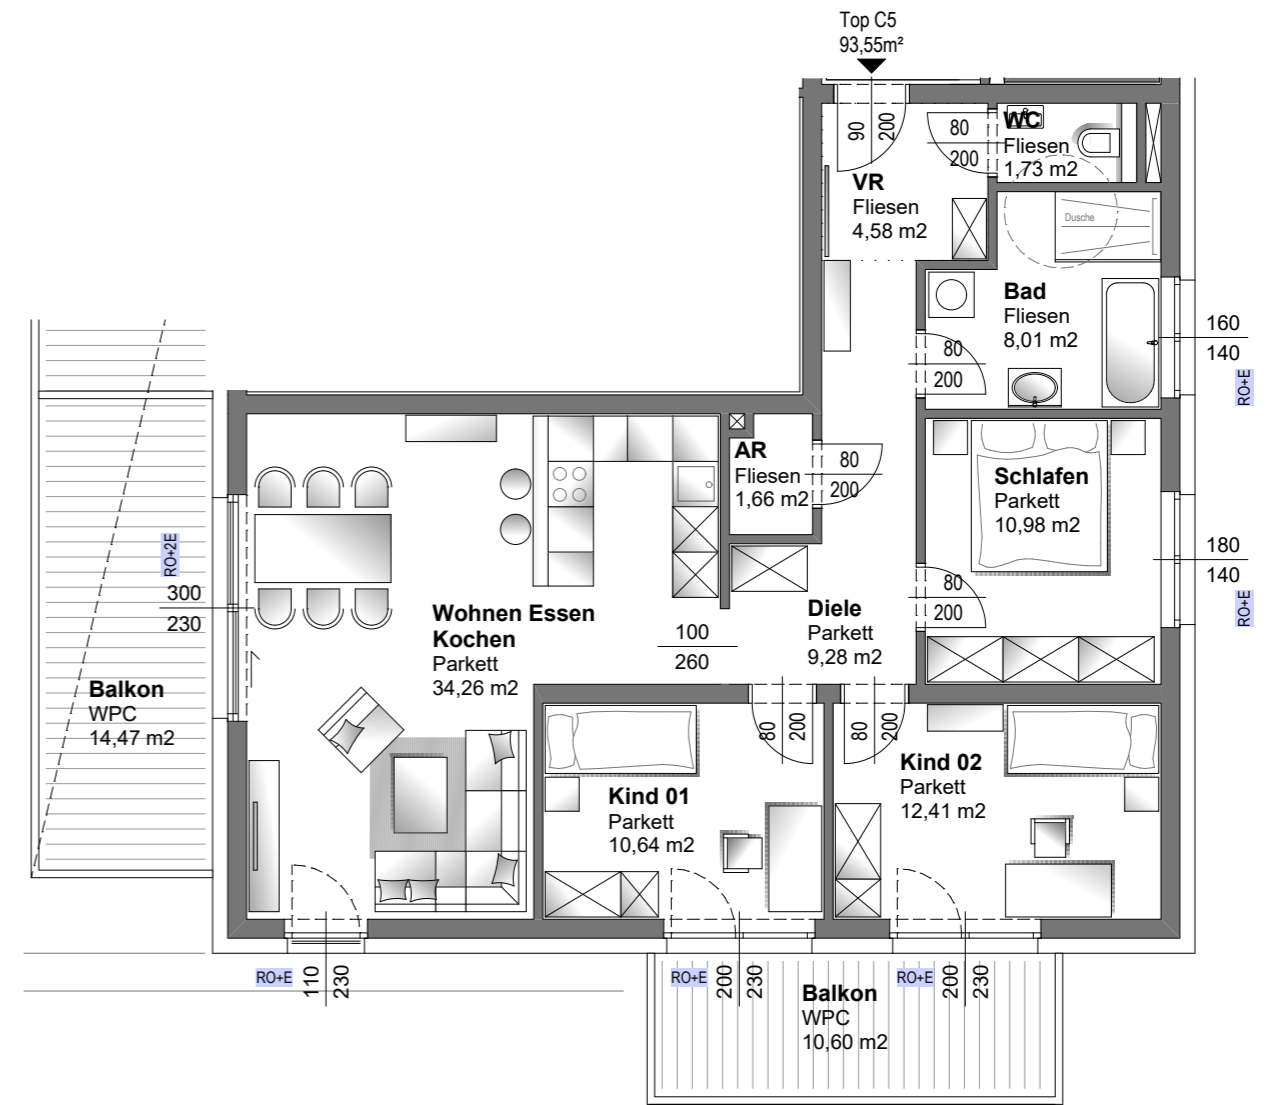 Top C5
93,55m²
90
200
80
200
WC
Fliesen
1,73 m2
VR
Fliesen
4,58 m2
Dusche
Bad
Fliesen
8,01 m2
80
200
160
140
RO+E
AR
Fliesen
1,66 m2
80
200
Schlafen
Parkett
10,98 m2
180
140
RO+E
80
200
RO+2E
300
230
Wohnen Essen
Kochen
Parkett
34,26 m2
100
260
Diele
Parkett
9,28 m2
Balkon
WPC
14,47 m2
80
200
80
200
Kind 01
Parkett
10,64 m2
Kind 02
Parkett
12,41 m2
RO+E
110
230
RO+E
200
230
RO+E
200
230
Balkon
WPC
10,60 m2